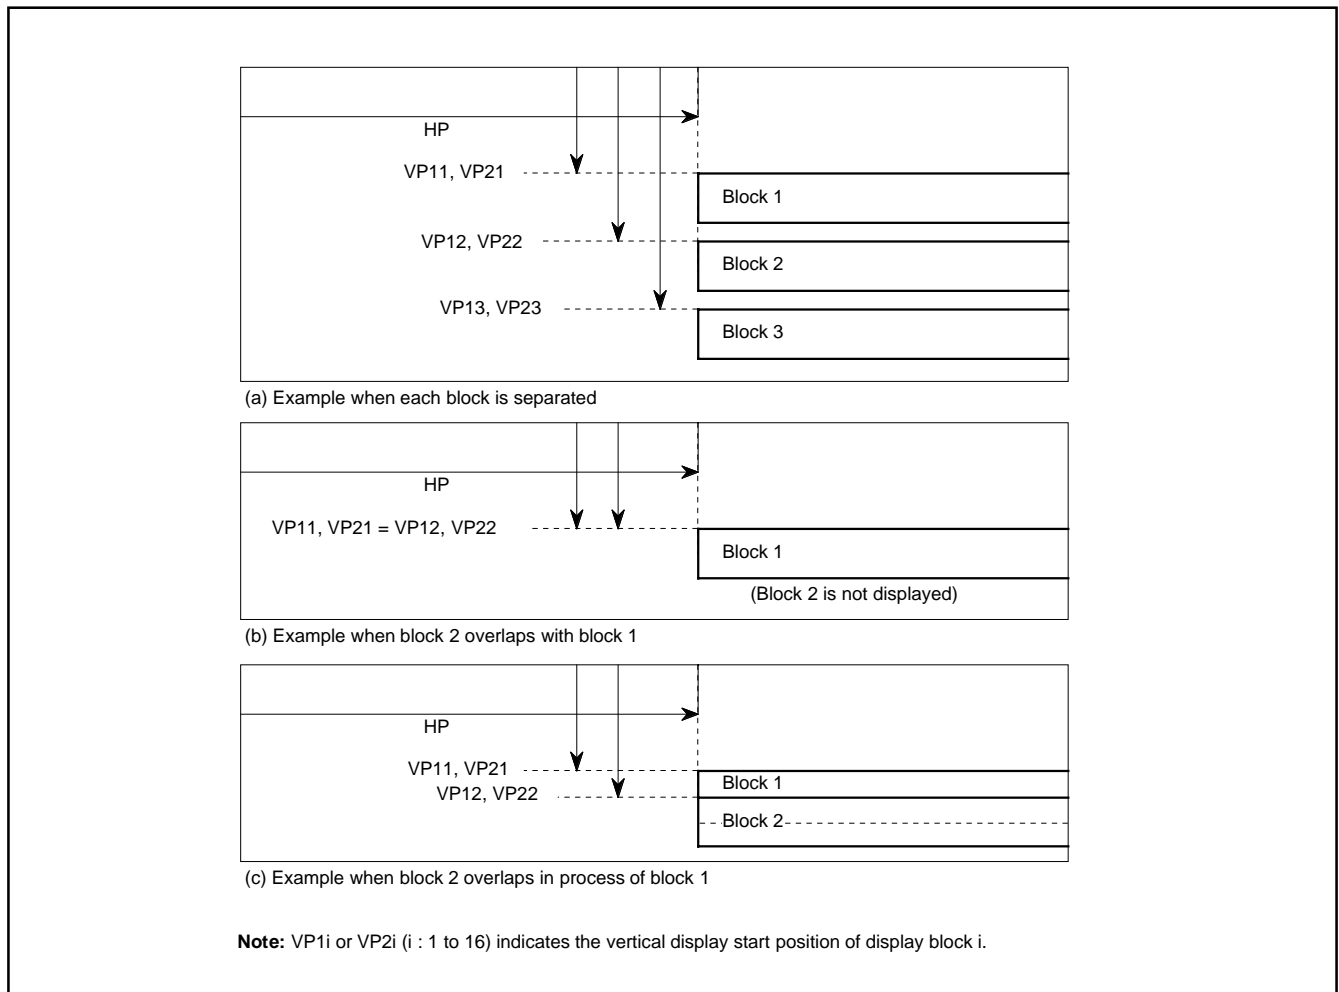 HP
VP11, VP21
Block 1
VP12, VP22
Block 2
VP13, VP23
Block 3
(a) Example when each block is separated
HP
VP11, VP21 = VP12, VP22
Block 1
(Block 2 is not displayed)
(b) Example when block 2 overlaps with block 1
HP
VP11, VP21
Block 1
VP12, VP22
Block 2
(c) Example when block 2 overlaps in process of block 1
Note: VP1i or VP2i (i : 1 to 16) indicates the vertical display start position of display block i.